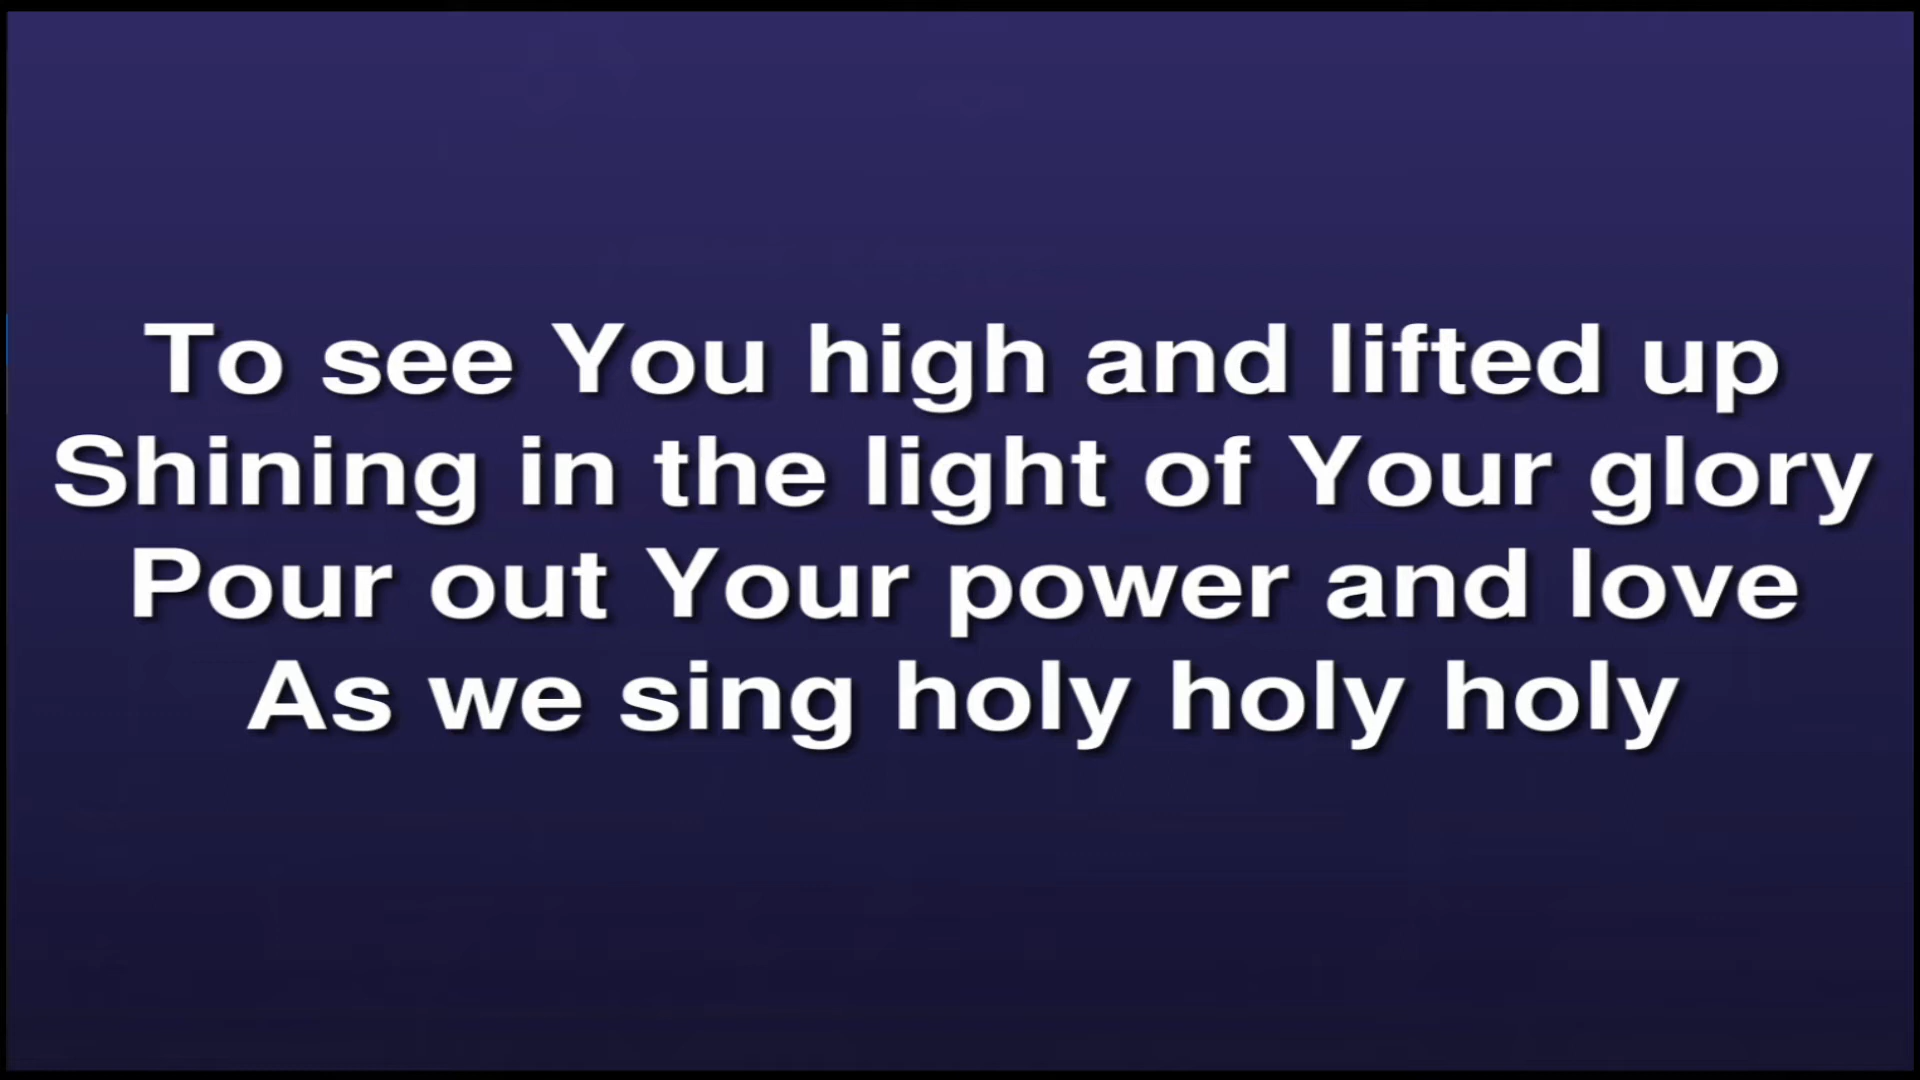 To see You high and lifted up
Shining in the light of Your glory
Pour out Your power and love
As we sing holy holy holy